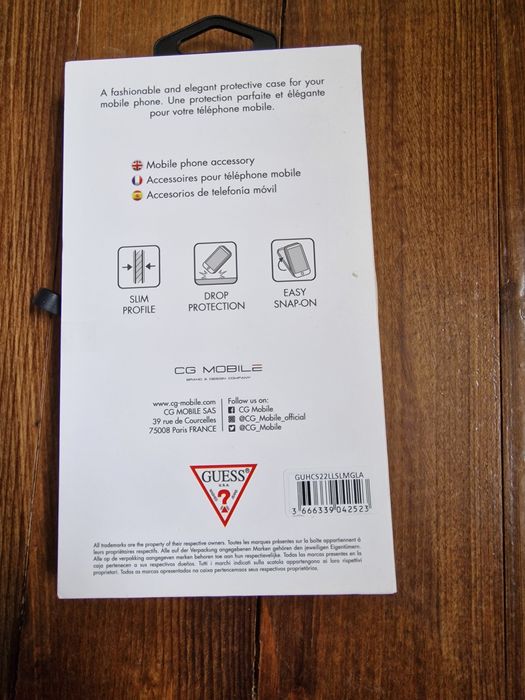 A fashionable and elegant protective case for your
mobile phone. Une protection parfaite et élégante
pour votre téléphone mobile.
Mobile phone accessory
Accessoires pour téléphone mobile
Accesorios de telefonía móvil
SLIM
PROFILE
DROP
PROTECTION
EASY
SNAP-ON
CG MOBILE
BRAND & DESIGN COMPANY
www.cg-mobile.com
CG MOBILE SAS
39 rue de Courcelles
75008 Paris FRANCE
Follow us on:
CG Mobile
@CG_Mobile_official
@CG_Mobile
GUESS
U.S.A.
?
GUHCS22LLSLMGLA
3 666339 042523
All trademarks are the property of their respective owners. Toutes les marques présentes sur la boîte appartiennent à
leurs propriétaires respectifs. Alle auf der Verpackung angegebenen Marken gehören den jeweiligen Eigentümern.
Alle op de verpakking aangegeven merken behoren toe aan hun respectievelijke. Todas las marcas presentes en la
caja pertenecen a sus respectivos dueños. Tutti i marchi indicati sulla scatola appartengono ai loro rispettivi
proprietari. Todas as marcas apresentadas na caixa pertencemaos seus respectivos proprietários.